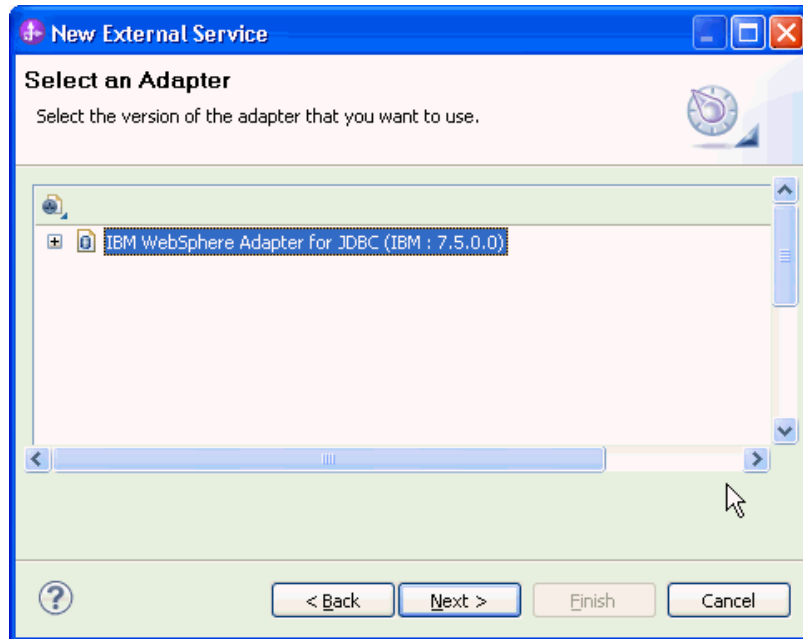 New External Service
Select an Adapter
Select the version of the adapter that you want to use.
IBM WebSphere Adapter for JDBC (IBM : 7.5.0.0)
< Back Next > Finish Cancel